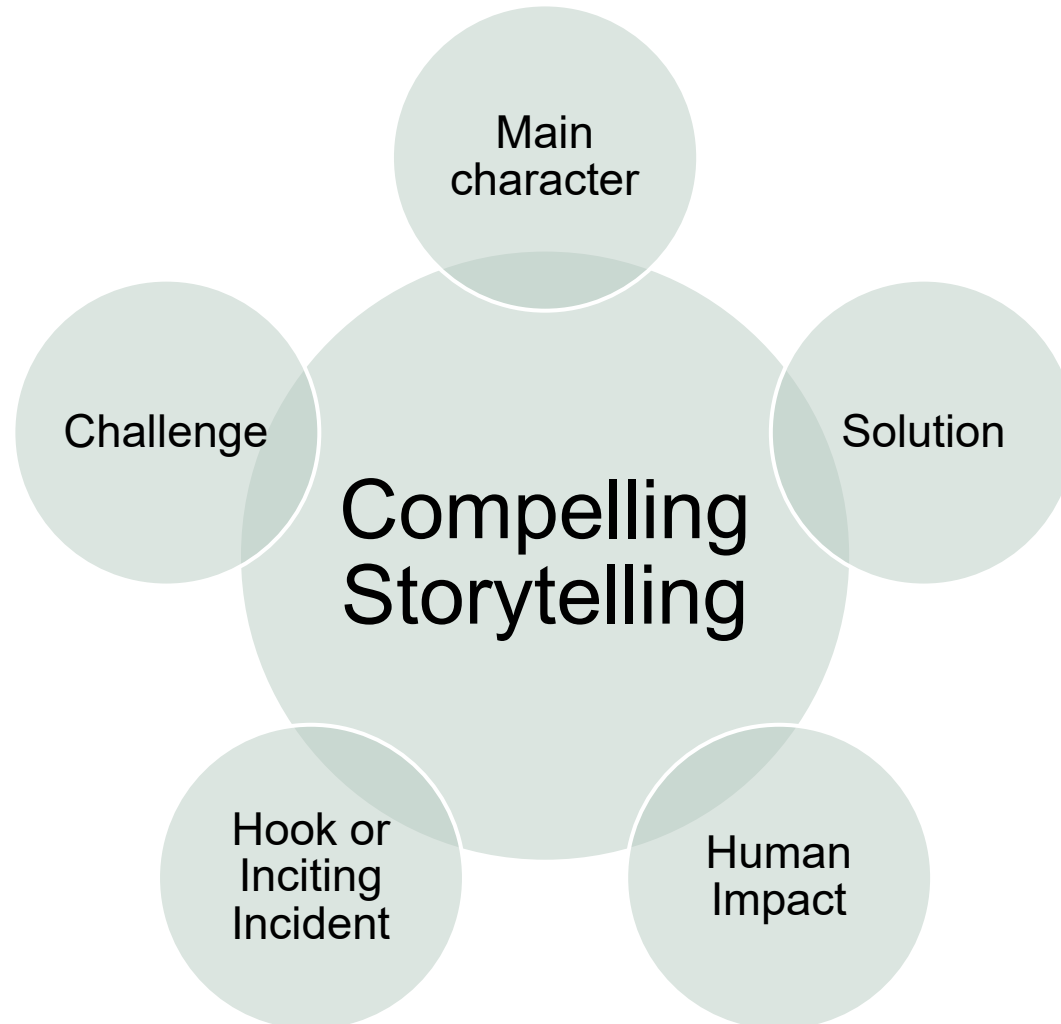 Main
character
Challenge
Solution
Compelling
Storytelling
Hook or
Inciting
Incident
Human
Impact